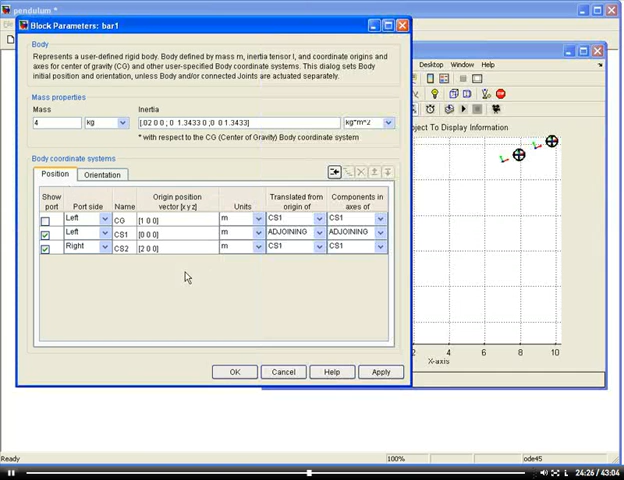 pendulum *
Block Parameters: bar1
Body
Represents a user-defined rigid body. Body defined by mass m, inertia tensor I, and coordinate origins and
axes for center of gravity (CG) and other user-specified Body coordinate systems. This dialog sets Body
initial position and orientation, unless Body and/or connected Joints are actuated separately.
Mass properties
Mass Inertia
4 kg [.02 0 0 ; 0 1.3433 0 ;0 0 1.3433] kg*m^2
* with respect to the CG (Center of Gravity) Body coordinate system
Body coordinate systems
Position Orientation
Show port Port side Name Origin position vector [x y z] Units Translated from origin of Components in axes of
Left CG [1 0 0] m CS1 CS1
Left CS1 [0 0 0] m ADJOINING ADJOINING
Right CS2 [2 0 0] m CS1 CS1
OK Cancel Help Apply
Desktop Window Help
bject To Display Information
2 4 6 8 10
X-axis
Ready 100% ode45
24:26 / 43:04